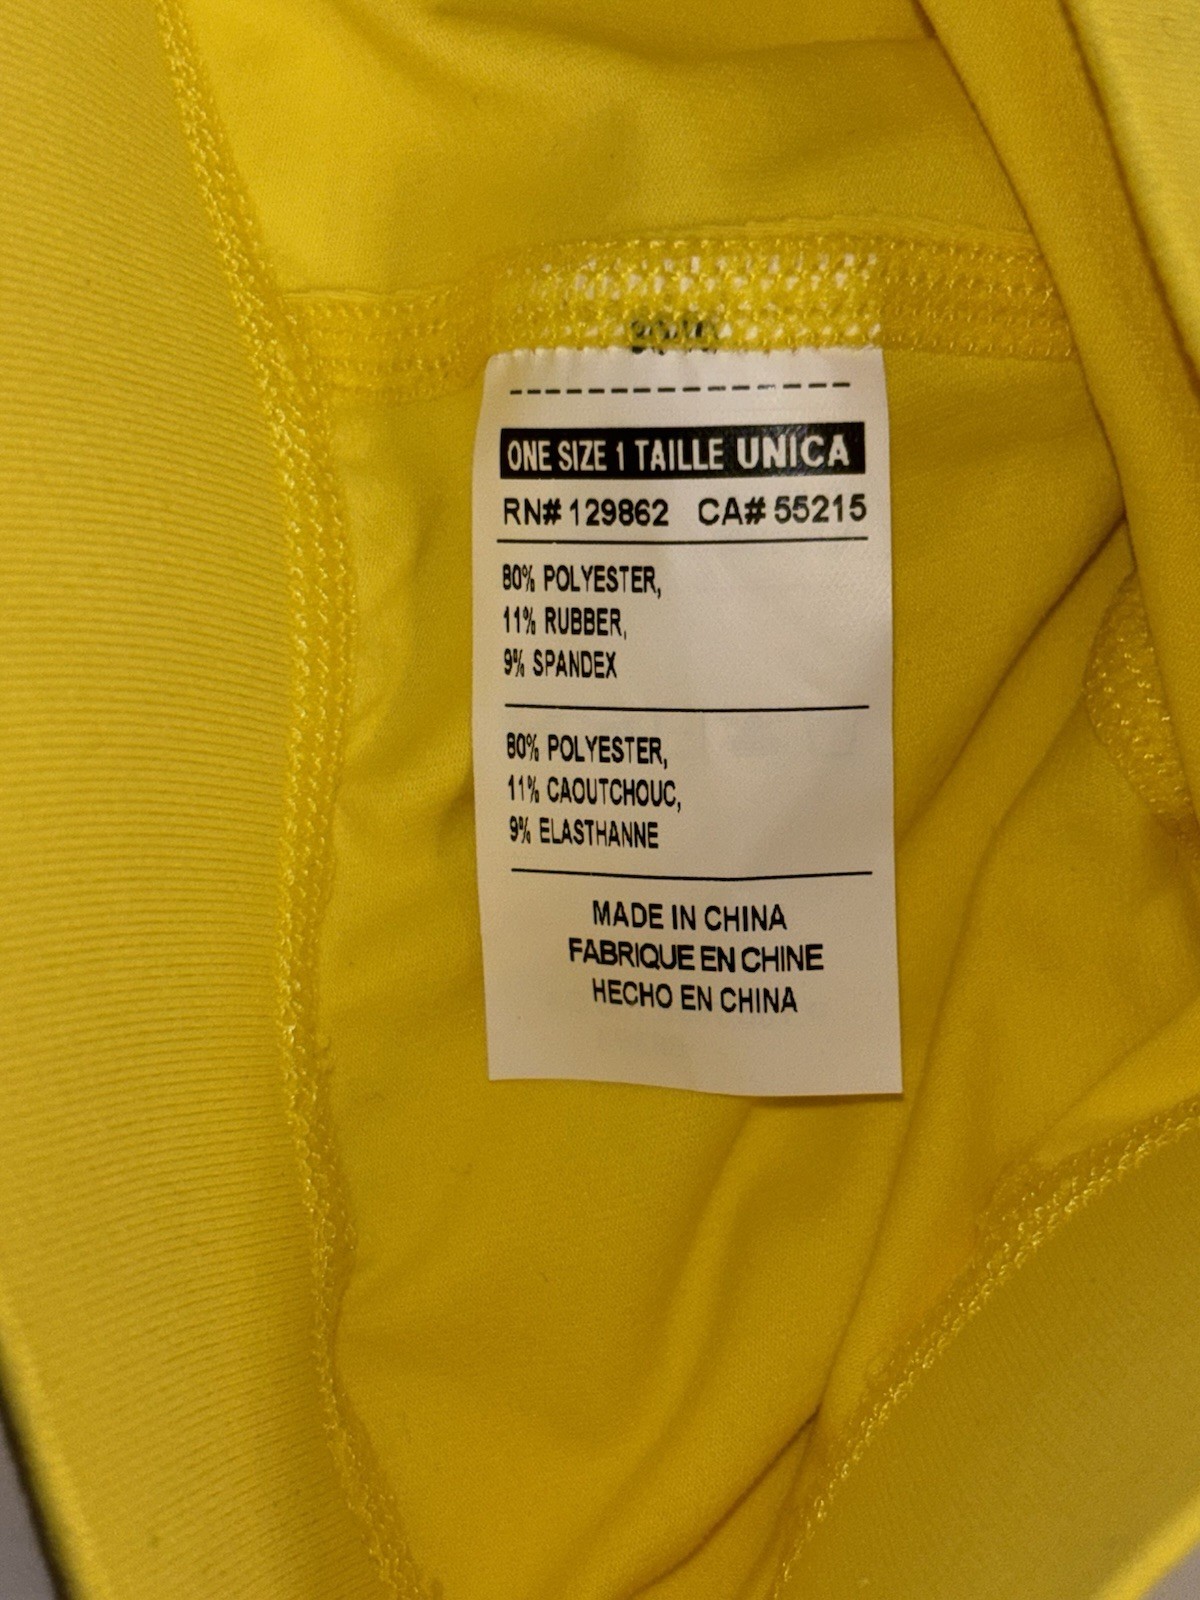 ONE SIZE 1 TAILLE UNICA
RN# 129862 CA# 55215
80% POLYESTER,
11% RUBBER,
9% SPANDEX
80% POLYESTER,
11% CAOUTCHOUC,
9% ELASTHANNE
MADE IN CHINA
FABRIQUE EN CHINE
HECHO EN CHINA